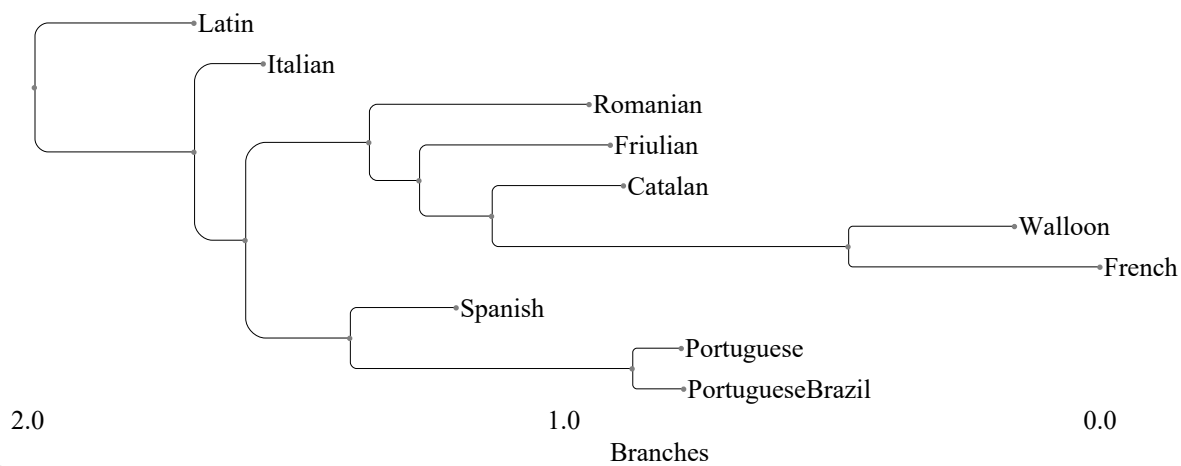 Latin
Italian
Romanian
Friulian
Catalan
Walloon
French
Spanish
Portuguese
PortugueseBrazil
2.0 1.0 0.0
Branches